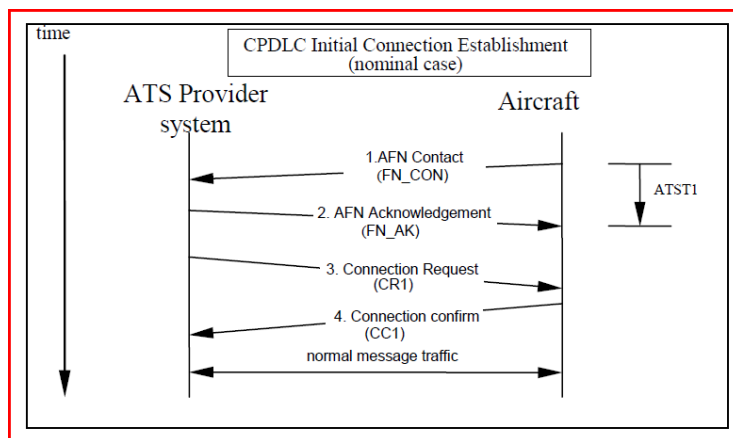 time
CPDLC Initial Connection Establishment
(nominal case)
ATS Provider
system
Aircraft
1.AFN Contact
(FN_CON)
ATST1
2. AFN Acknowledgement
(FN_AK)
3. Connection Request
(CR1)
4. Connection confirm
(CC1)
normal message traffic